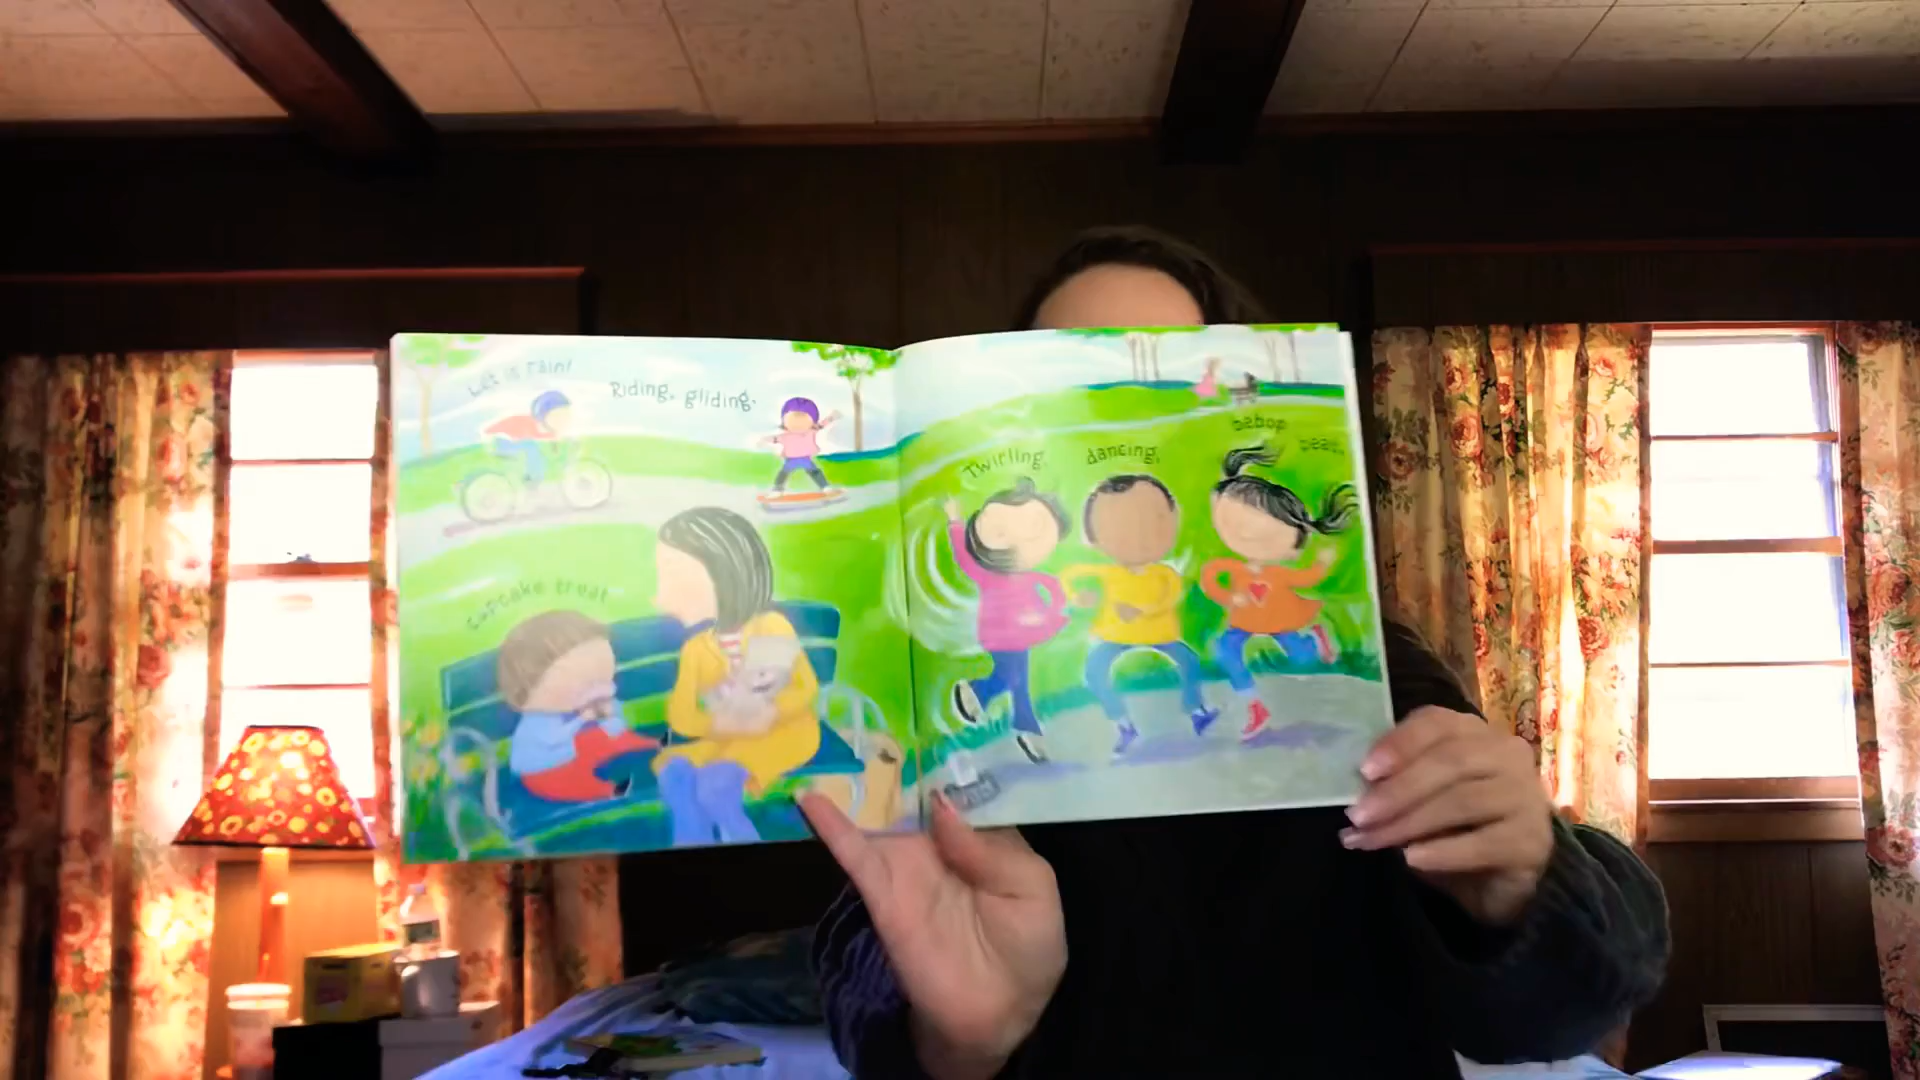 Let it rain!
Riding, gliding,
cupcake treat
Twirling, dancing,
bebop
beat.